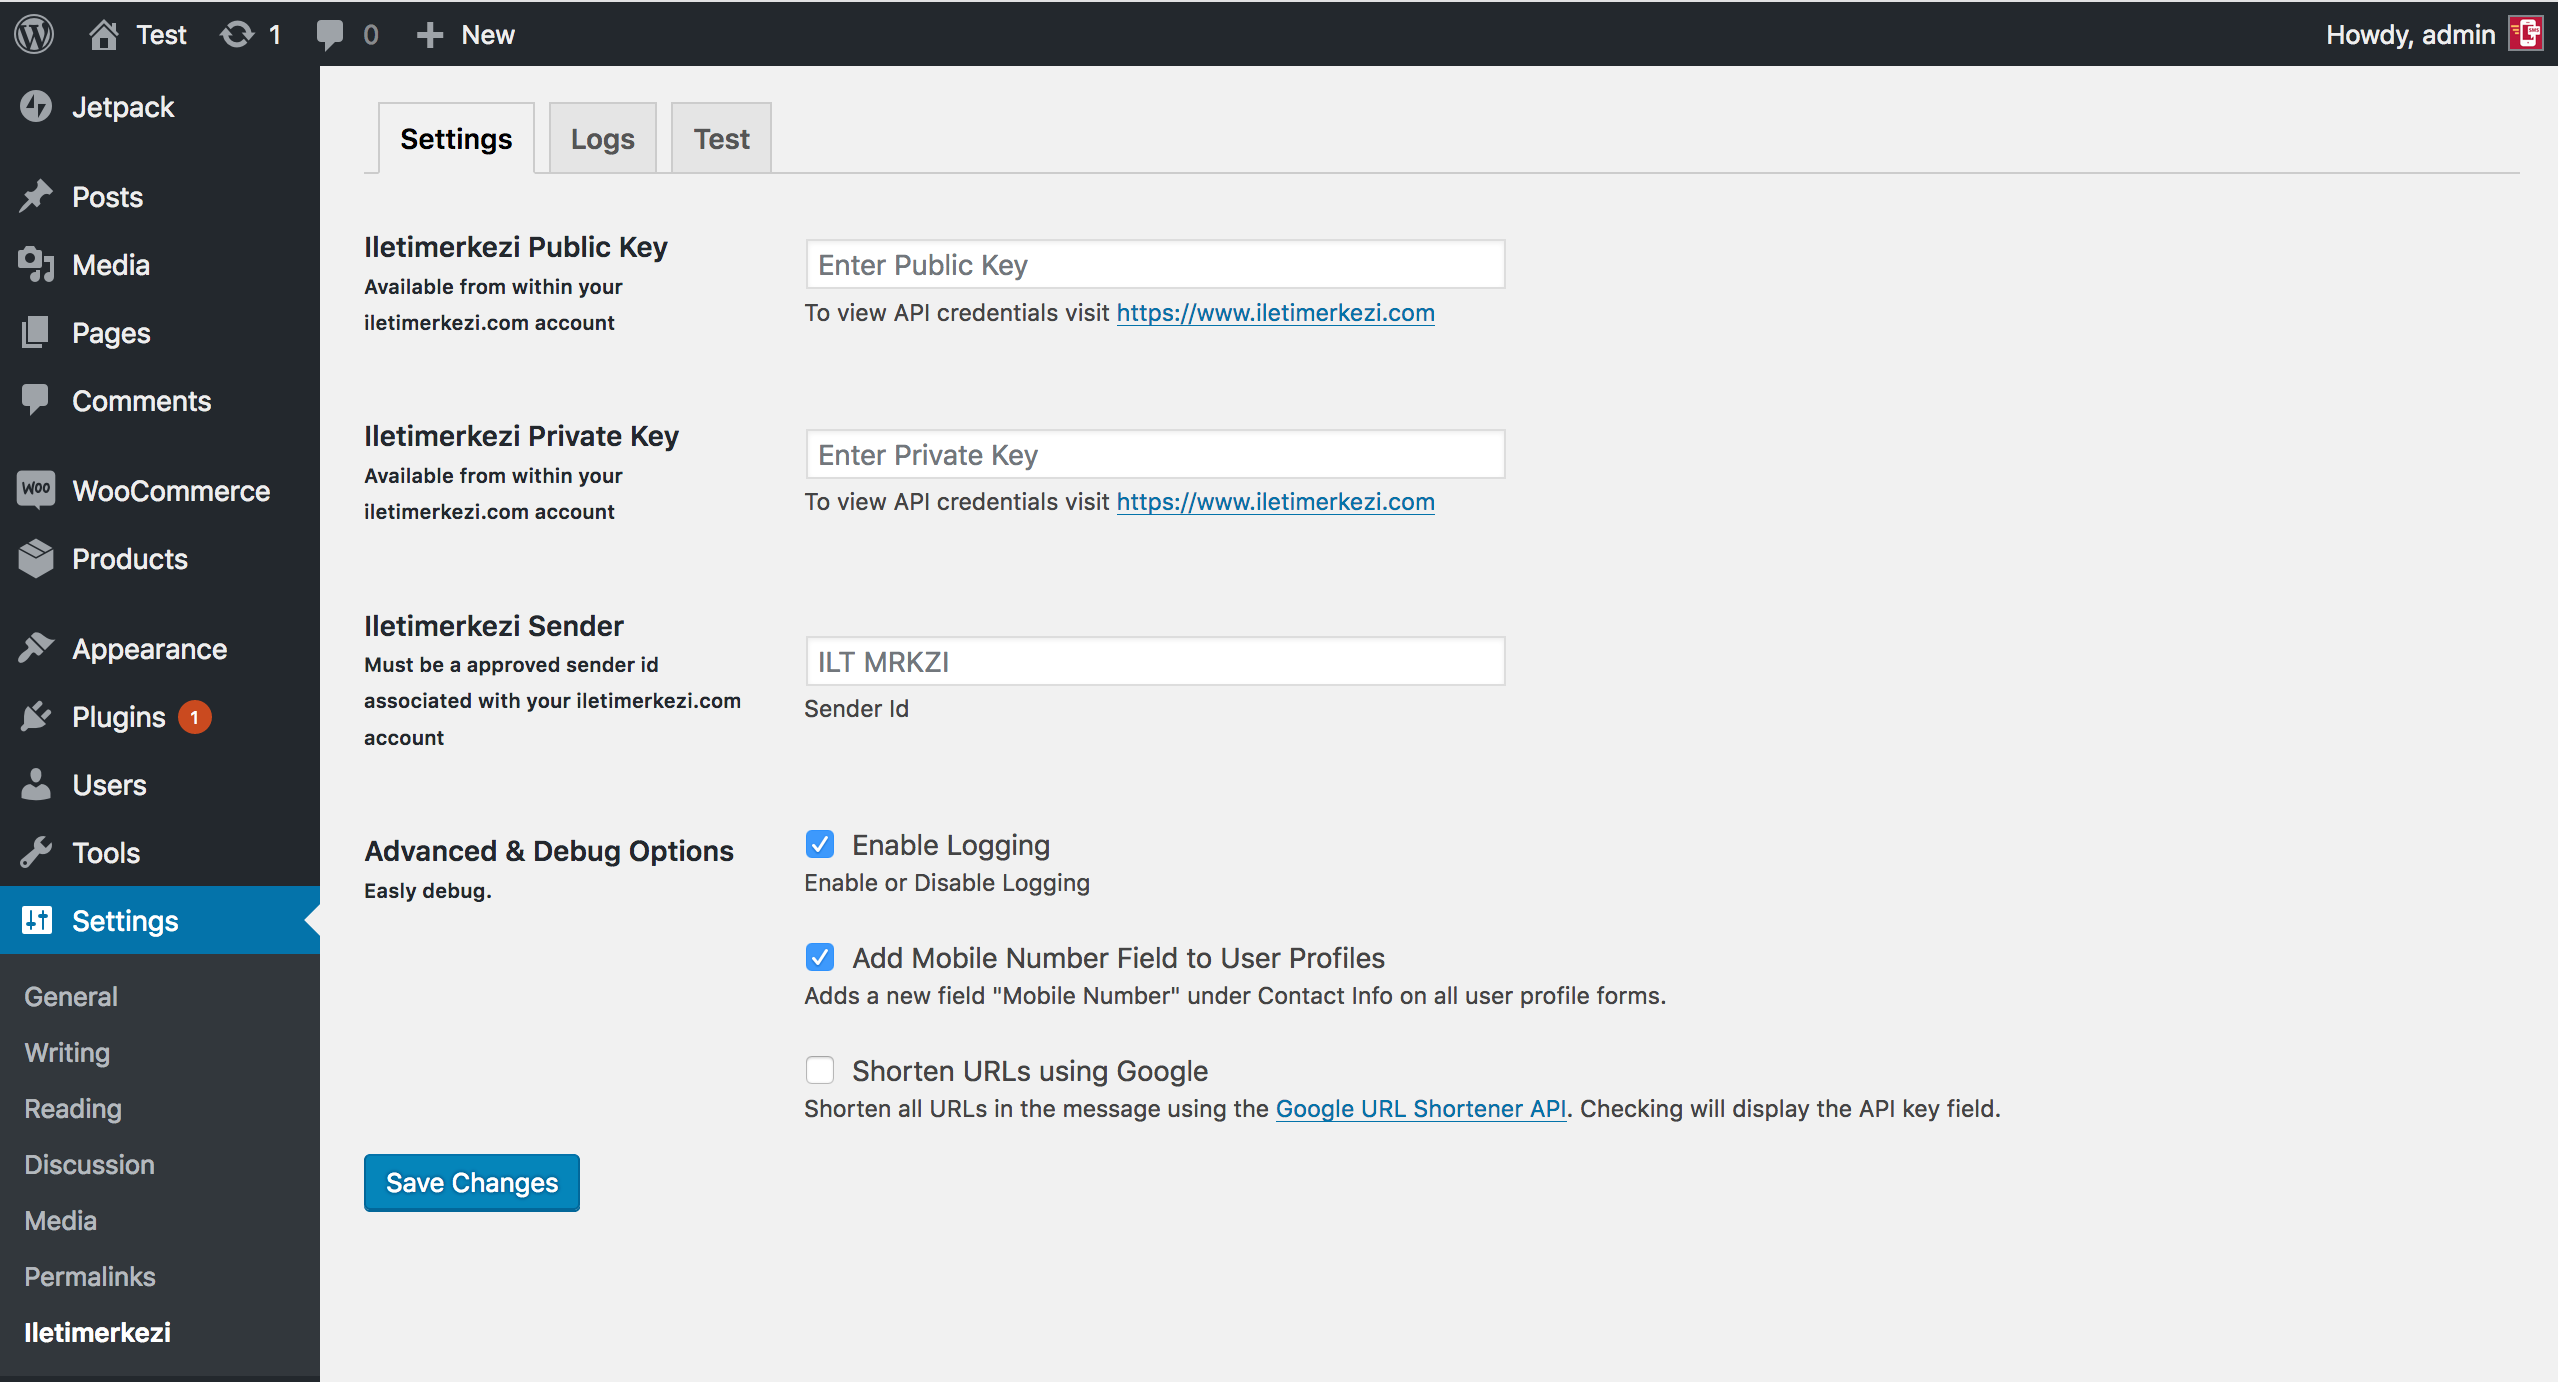 Test
1
0
New
Howdy, admin
Jetpack
Posts
Media
Pages
Comments
Woo WooCommerce
Products
Appearance
Plugins 1
Users
Tools
Settings
General
Writing
Reading
Discussion
Media
Permalinks
Iletimerkezi
Settings
Logs
Test
Iletimerkezi Public Key
Available from within your
iletimerkezi.com account
Enter Public Key
To view API credentials visit https://www.iletimerkezi.com
Iletimerkezi Private Key
Available from within your
iletimerkezi.com account
Enter Private Key
To view API credentials visit https://www.iletimerkezi.com
Iletimerkezi Sender
Must be a approved sender id
associated with your iletimerkezi.com
account
ILT MRKZI
Sender Id
Advanced & Debug Options
Easly debug.
Enable Logging
Enable or Disable Logging
Add Mobile Number Field to User Profiles
Adds a new field "Mobile Number" under Contact Info on all user profile forms.
Shorten URLs using Google
Shorten all URLs in the message using the Google URL Shortener API. Checking will display the API key field.
Save Changes